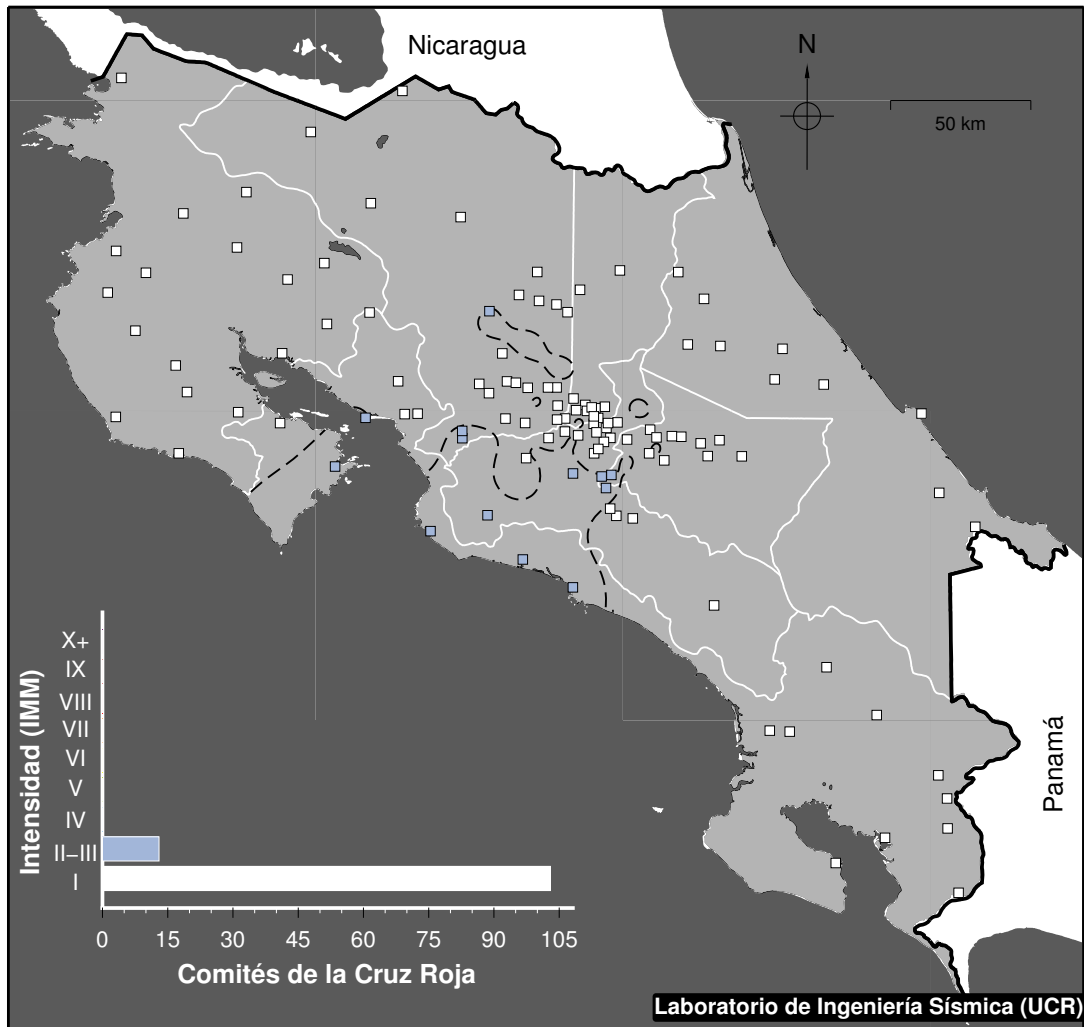 Nicaragua
N
50 km
Panamá
Intensidad (IMM)
X+
IX
VIII
VII
VI
V
IV
II–III
I
0 15 30 45 60 75 90 105
Comités de la Cruz Roja
Laboratorio de Ingeniería Sísmica (UCR)